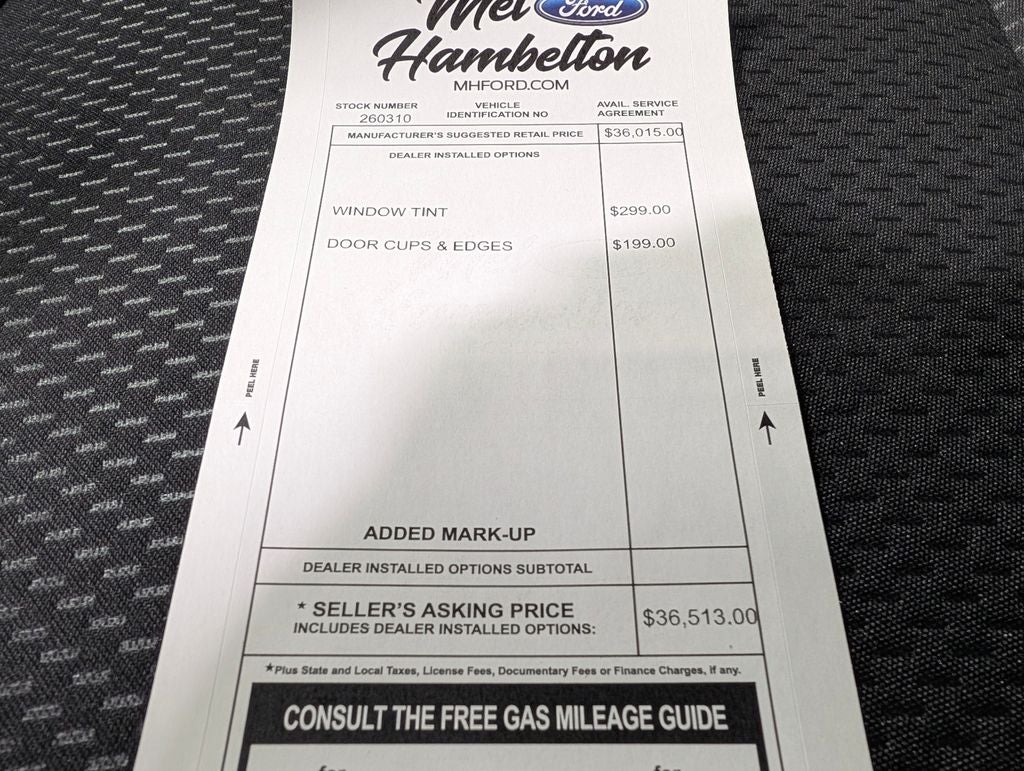 Mel Ford
Hambelton
MHFORD.COM
STOCK NUMBER VEHICLE IDENTIFICATION NO AVAIL. SERVICE AGREEMENT
260310
MANUFACTURER'S SUGGESTED RETAIL PRICE $36,015.00
DEALER INSTALLED OPTIONS
WINDOW TINT $299.00
DOOR CUPS & EDGES $199.00
PEEL HERE
PEEL HERE
ADDED MARK-UP
DEALER INSTALLED OPTIONS SUBTOTAL
* SELLER'S ASKING PRICE $36,513.00
INCLUDES DEALER INSTALLED OPTIONS:
*Plus State and Local Taxes, License Fees, Documentary Fees or Finance Charges, if any.
CONSULT THE FREE GAS MILEAGE GUIDE